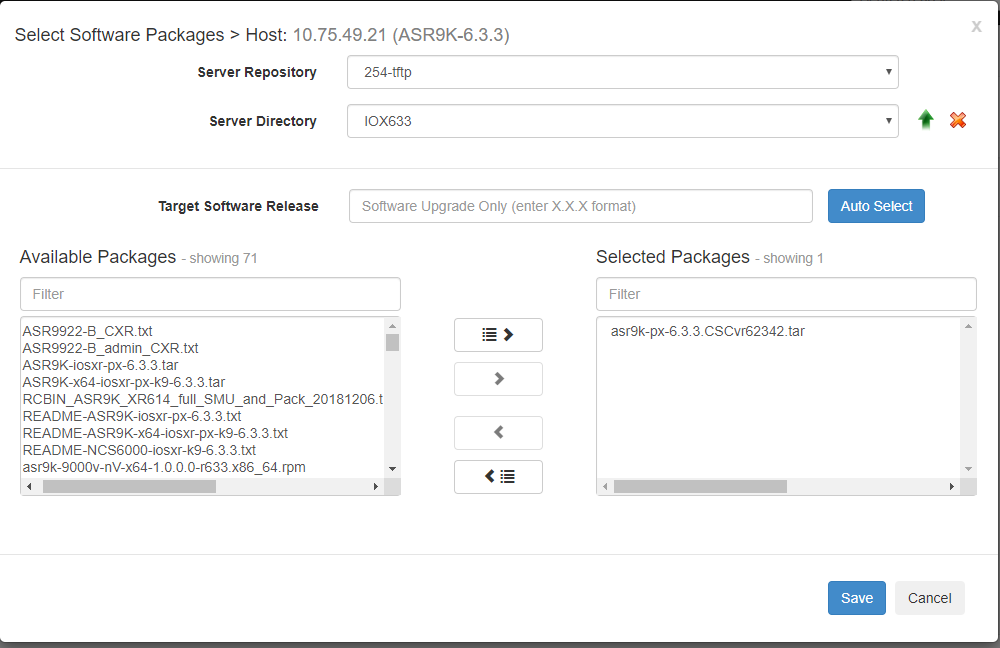 Select Software Packages > Host: 10.75.49.21 (ASR9K-6.3.3)
x
Server Repository
254-tftp
Server Directory
IOX633
Target Software Release
Software Upgrade Only (enter X.X.X format)
Auto Select
Available Packages - showing 71
Filter
ASR9922-B_CXR.txt
ASR9922-B_admin_CXR.txt
ASR9K-iosxr-px-6.3.3.tar
ASR9K-x64-iosxr-px-k9-6.3.3.tar
RCBIN_ASR9K_XR614_full_SMU_and_Pack_20181206.t
README-ASR9K-iosxr-px-6.3.3.txt
README-ASR9K-x64-iosxr-px-k9-6.3.3.txt
README-NCS6000-iosxr-k9-6.3.3.txt
asr9k-9000v-nV-x64-1.0.0.0-r633.x86_64.rpm
Selected Packages - showing 1
Filter
asr9k-px-6.3.3.CSCvr62342.tar
Save
Cancel